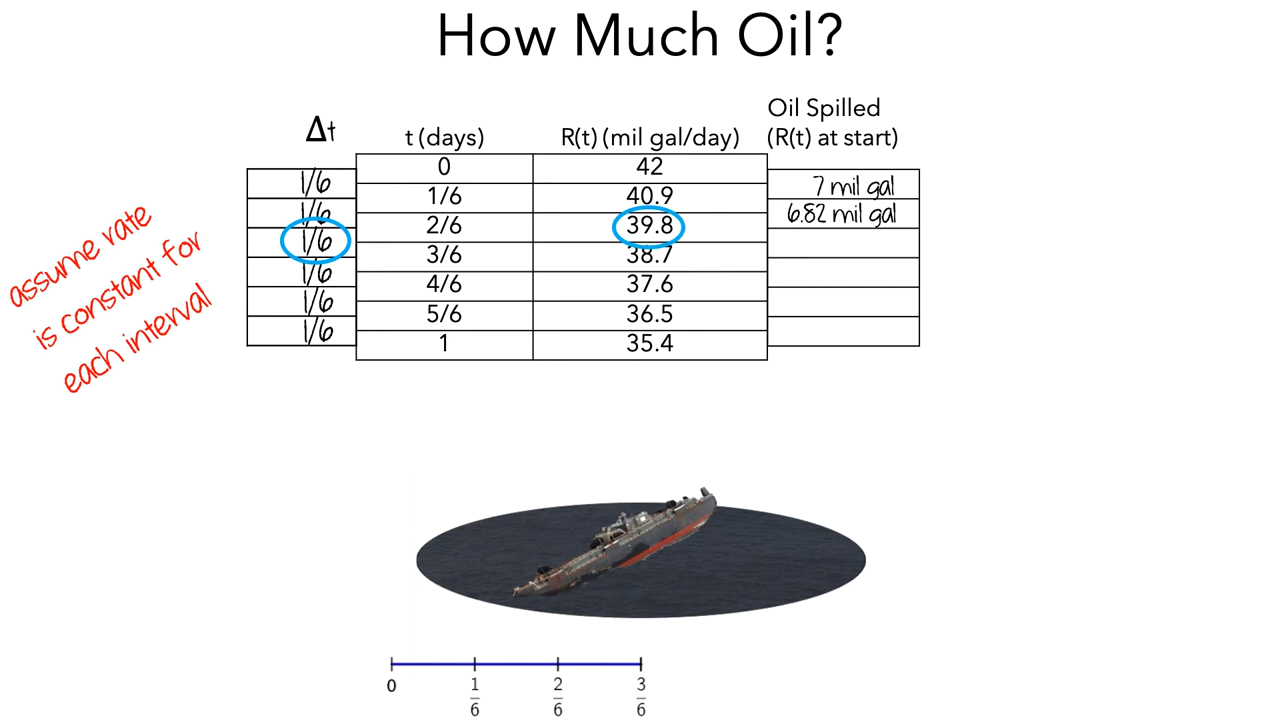 How Much Oil?
Δt
t (days)
R(t) (mil gal/day)
Oil Spilled
(R(t) at start)
0 42
1/6 7 mil gal
1/6 40.9
1/6 6.82 mil gal
2/6 39.8
1/6
3/6 38.7
1/6
4/6 37.6
1/6
5/6 36.5
1/6
1 35.4
assume rate
is constant for
each interval
0 1/6 2/6 3/6